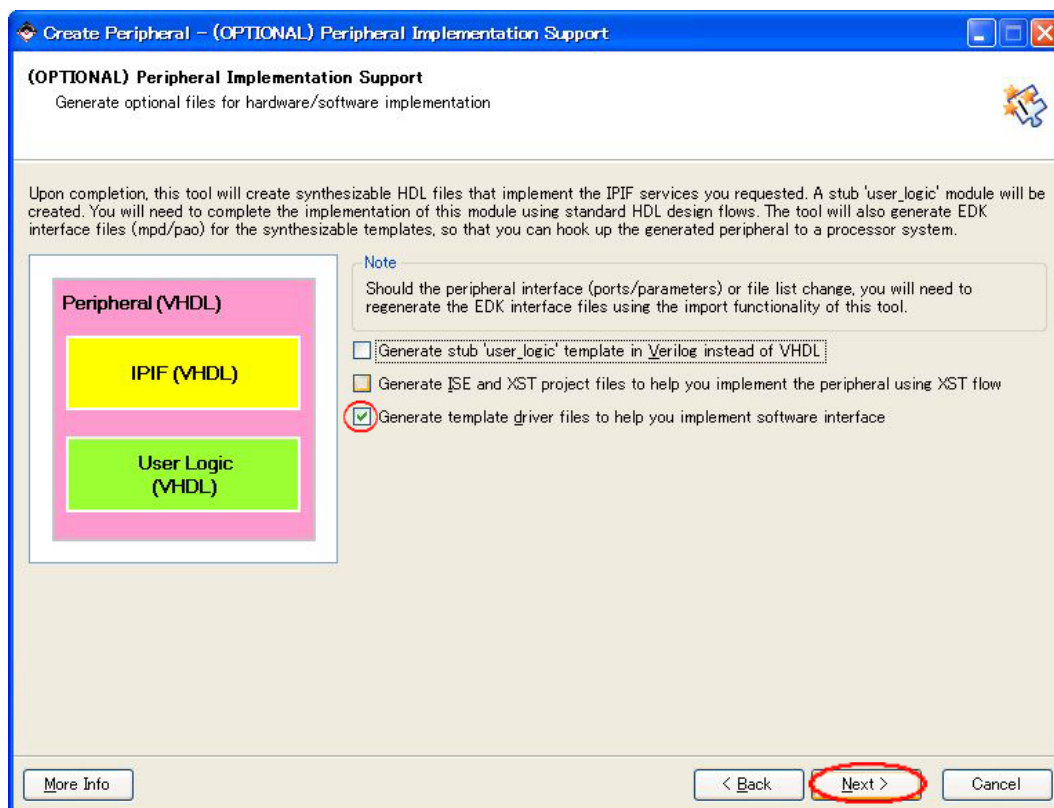 Create Peripheral - (OPTIONAL) Peripheral Implementation Support
(OPTIONAL) Peripheral Implementation Support
Generate optional files for hardware/software implementation
Upon completion, this tool will create synthesizable HDL files that implement the IPIF services you requested. A stub 'user_logic' module will be
created. You will need to complete the implementation of this module using standard HDL design flows. The tool will also generate EDK
interface files (mpd/pao) for the synthesizable templates, so that you can hook up the generated peripheral to a processor system.
Peripheral (VHDL)
IPIF (VHDL)
User Logic
(VHDL)
Note
Should the peripheral interface (ports/parameters) or file list change, you will need to
regenerate the EDK interface files using the import functionality of this tool.
Generate stub 'user_logic' template in Verilog instead of VHDL
Generate ISE and XST project files to help you implement the peripheral using XST flow
Generate template driver files to help you implement software interface
More Info
< Back
Next >
Cancel